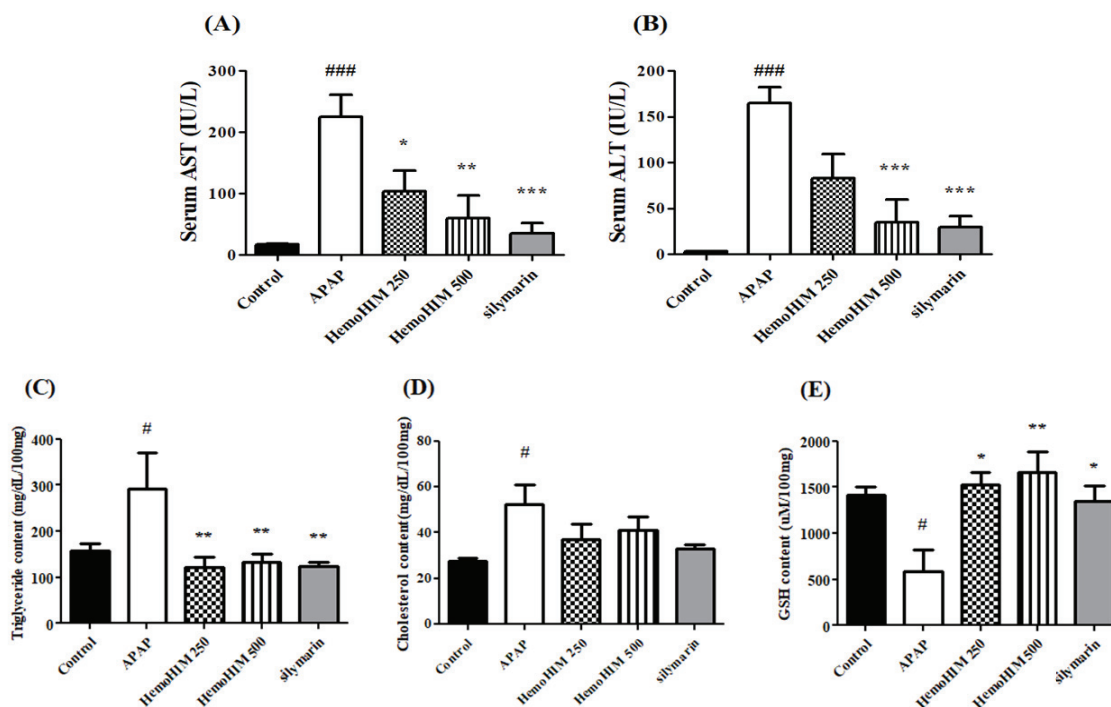 (A)
Serum AST (IU/L)
300
200
100
0
###
*
**
***
Control
APAP
HemoHIM 250
HemoHIM 500
silymarin
(B)
Serum ALT (IU/L)
200
150
100
50
0
###
***
***
Control
APAP
HemoHIM 250
HemoHIM 500
silymarin
(C)
Triglyceride content (mg/dL/100mg)
400
300
200
100
0
#
**
**
**
Control
APAP
HemoHIM 250
HemoHIM 500
silymarin
(D)
Cholesterol content(mg/dL/100mg)
80
60
40
20
0
#
Control
APAP
HemoHIM 250
HemoHIM 500
silymarin
(E)
GSH content (uM/100mg)
2000
1500
1000
500
0
#
*
**
*
Control
APAP
HemoHIM 250
HemoHIM 500
silymarin